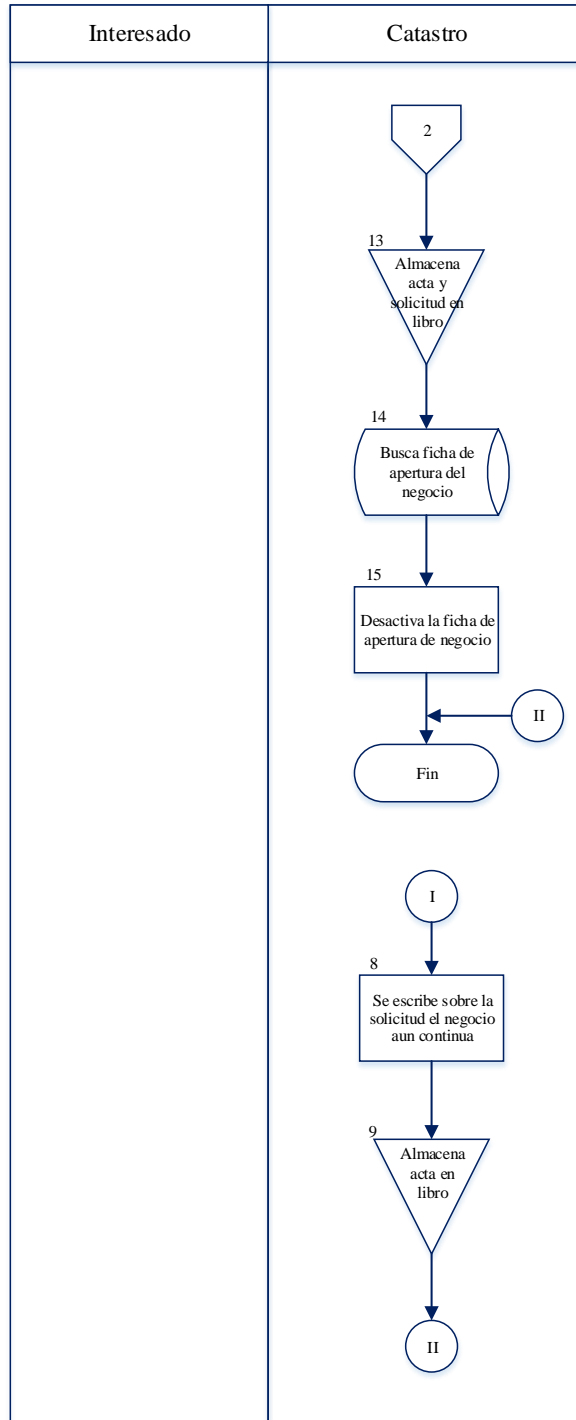 Interesado
Catastro
2
13
Almacena
acta y
solicitud en
libro
14
Busca ficha de
apertura del
negocio
15
Desactiva la ficha de
apertura de negocio
II
Fin
I
8
Se escribe sobre la
solicitud el negocio
aun continua
9
Almacena
acta en
libro
II